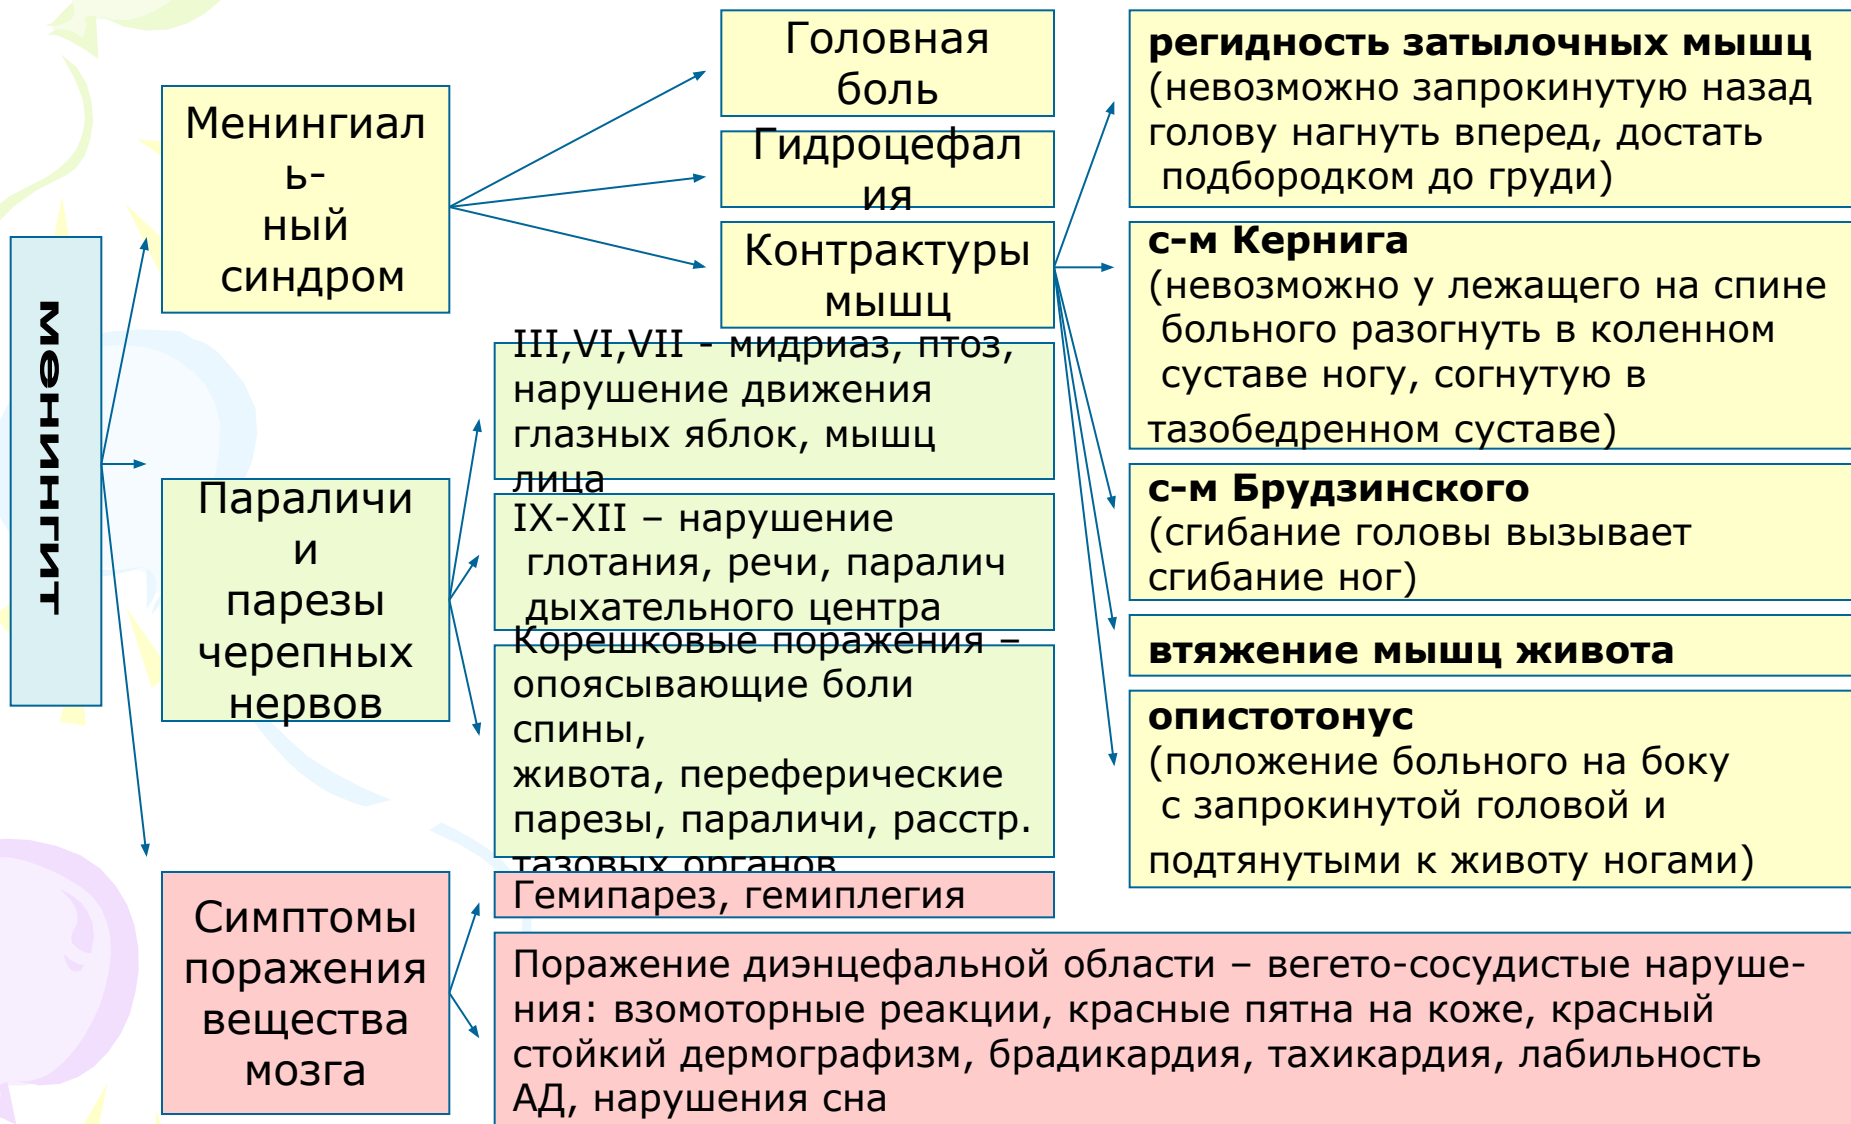 менингит
Менингиал
ь-
ный
синдром
Головная
боль
Гидроцефал
ия
Контрактуры
мышц
регидность затылочных мышц
(невозможно запрокинутую назад
голову нагнуть вперед, достать
подбородком до груди)
с-м Кернига
(невозможно у лежащего на спине
больного разогнуть в коленном
суставе ногу, согнутую в
тазобедренном суставе)
с-м Брудзинского
(сгибание головы вызывает
сгибание ног)
втяжение мышц живота
опистотонус
(положение больного на боку
с запрокинутой головой и
подтянутыми к животу ногами)
Параличи
и
парезы
черепных
нервов
III,VI,VII - мидриаз, птоз,
нарушение движения
глазных яблок, мышц
лица
IX-XII – нарушение
глотания, речи, паралич
дыхательного центра
Корешковые поражения –
опоясывающие боли
спины,
живота, переферические
парезы, параличи, расстр.
тазовых органов
Симптомы
поражения
вещества
мозга
Гемипарез, гемиплегия
Поражение диэнцефальной области – вегето-сосудистые наруше-
ния: взомоторные реакции, красные пятна на коже, красный
стойкий дермографизм, брадикардия, тахикардия, лабильность
АД, нарушения сна